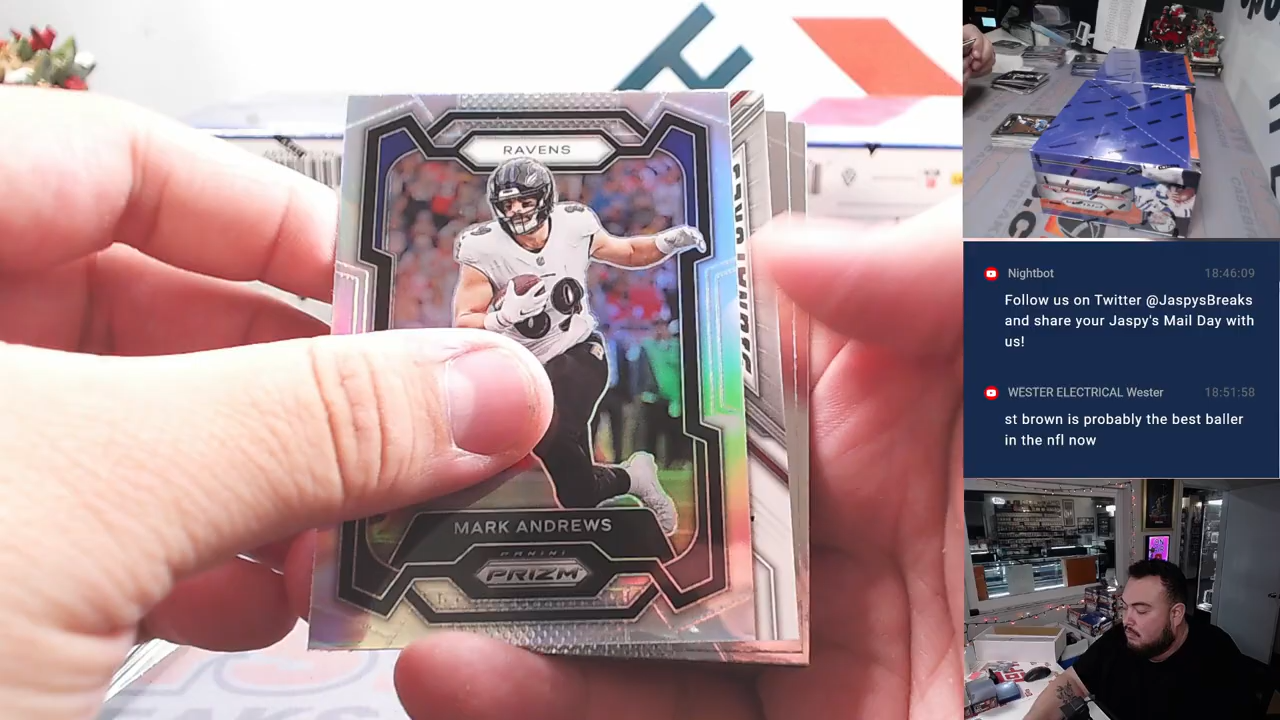 RAVENS
89
MARK ANDREWS
PANINI
PRIZM
Nightbot 18:46:09
Follow us on Twitter @JaspysBreaks
and share your Jaspy's Mail Day with
us!
WESTER ELECTRICAL Wester 18:51:58
st brown is probably the best baller
in the nfl now